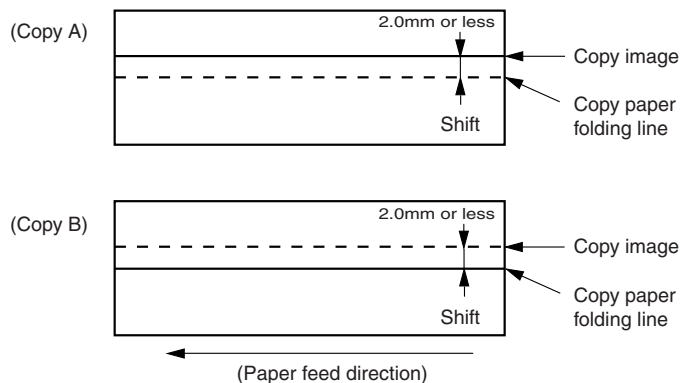 (Copy A)
2.0mm or less
Copy image
Copy paper
folding line
Shift
(Copy B)
2.0mm or less
Copy image
Copy paper
folding line
Shift
(Paper feed direction)